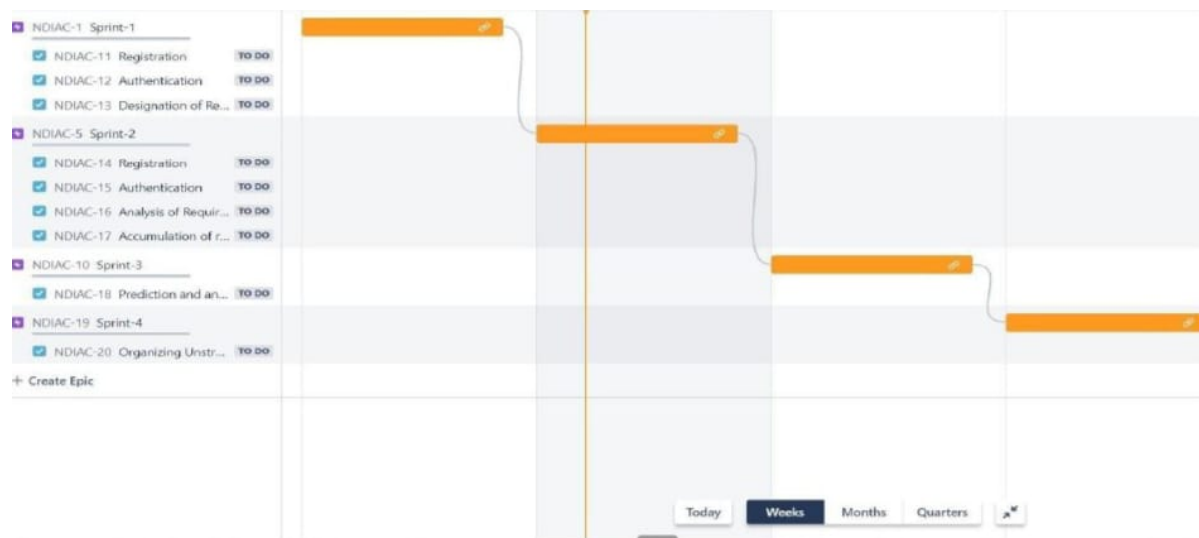 NDIAC-1 Sprint-1
NDIAC-11 Registration TO DO
NDIAC-12 Authentication TO DO
NDIAC-13 Designation of Re... TO DO
NDIAC-5 Sprint-2
NDIAC-14 Registration TO DO
NDIAC-15 Authentication TO DO
NDIAC-16 Analysis of Requir... TO DO
NDIAC-17 Accumulation of r... TO DO
NDIAC-10 Sprint-3
NDIAC-18 Prediction and an... TO DO
NDIAC-19 Sprint-4
NDIAC-20 Organizing Unstr... TO DO
+ Create Epic
Today Weeks Months Quarters